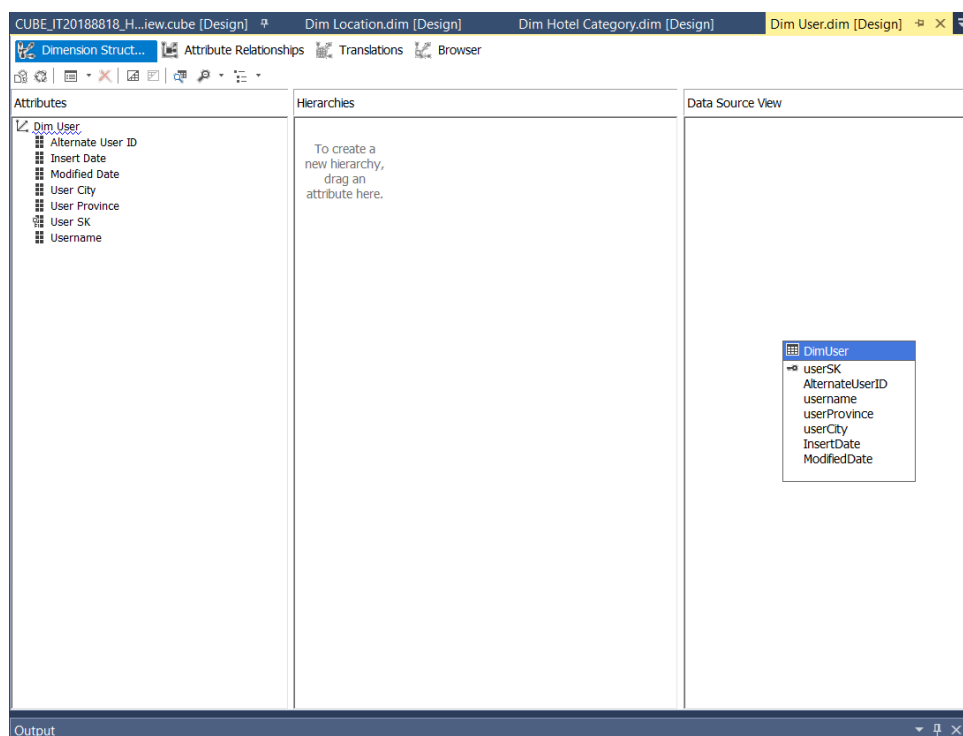 CUBE_IT20188818_H...iew.cube [Design] Dim Location.dim [Design] Dim Hotel Category.dim [Design] Dim User.dim [Design]
Dimension Struct... Attribute Relationships Translations Browser
Attributes Hierarchies Data Source View
Dim User
Alternate User ID
Insert Date
Modified Date
User City
User Province
User SK
Username
To create a
new hierarchy,
drag an
attribute here.
DimUser
userSK
AlternateUserID
username
userProvince
userCity
InsertDate
ModifiedDate
Output